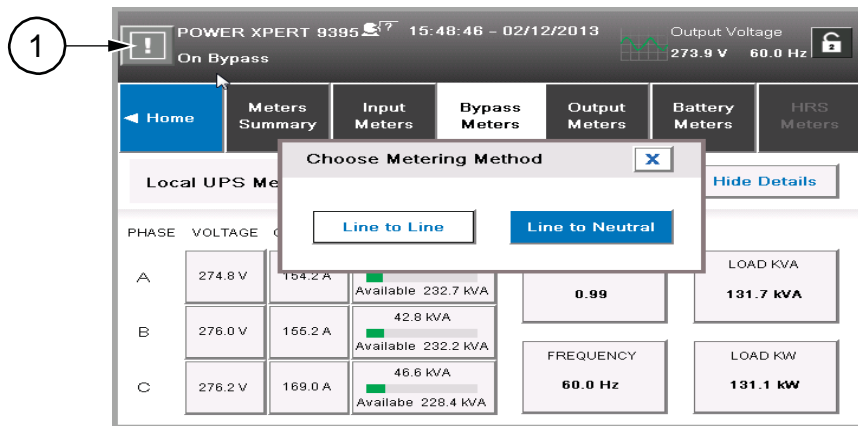 1
! POWER XPERT 9395 ? 15:48:46 - 02/12/2013 Output Voltage
On Bypass 273.9 V 60.0 Hz 2
Home Meters Summary Input Meters Bypass Meters Output Meters Battery Meters HRS Meters
Choose Metering Method X
Local UPS Me Hide Details
Line to Line Line to Neutral
PHASE VOLTAGE
A 274.8 V 154.2 A Available 232.7 kVA 0.99 LOAD KVA 131.7 kVA
B 276.0 V 155.2 A 42.8 kVA Available 232.2 kVA
C 276.2 V 169.0 A 46.6 kVA Availabe 228.4 kVA FREQUENCY 60.0 Hz LOAD KW 131.1 kW